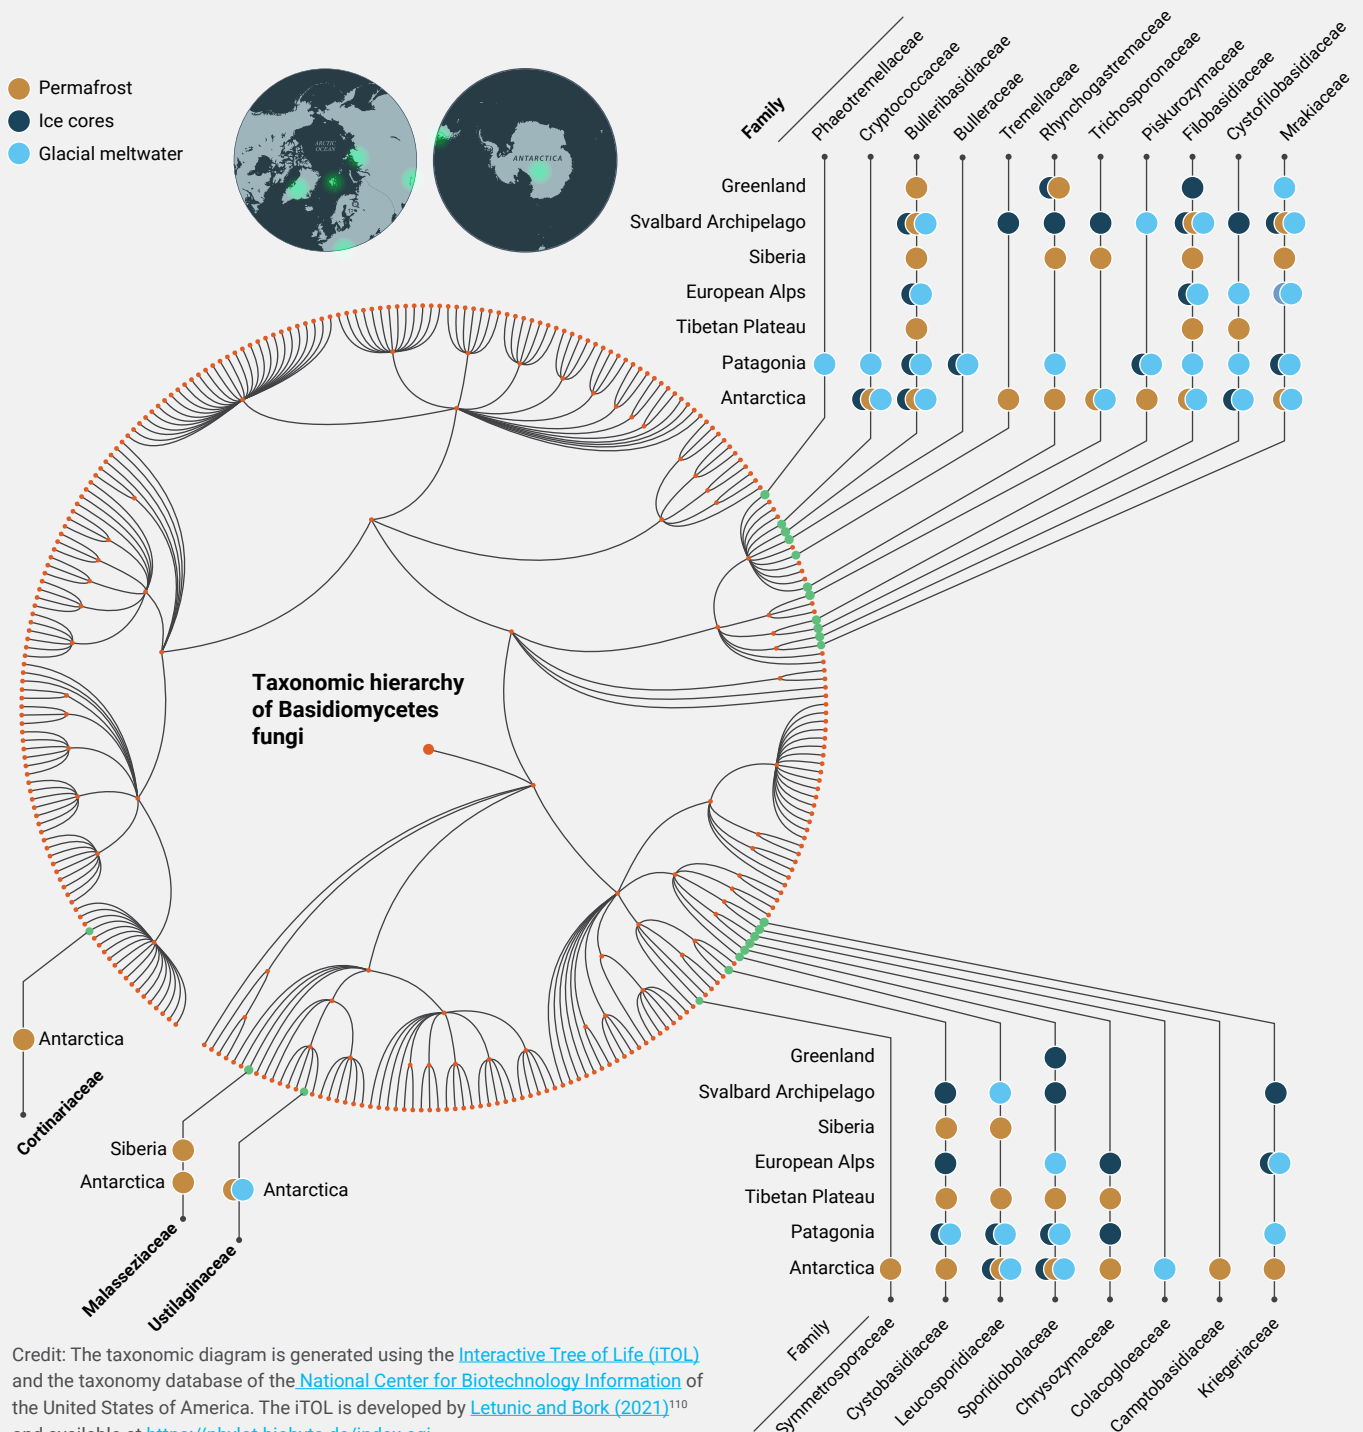 Permafrost
Ice cores
Glacial meltwater
ARCTIC
OCEAN
ANTARCTICA
Family
Phaeotremellaceae
Cryptococcaceae
Bulleribasidiaceae
Bulleraceae
Tremellaceae
Rhynchogastremaceae
Trichosporonaceae
Piskurozymaceae
Filobasidiaceae
Cystofilobasidiaceae
Mrakiaceae
Greenland
Svalbard Archipelago
Siberia
European Alps
Tibetan Plateau
Patagonia
Antarctica
Taxonomic hierarchy
of Basidiomycetes
fungi
Antarctica
Cortinariaceae
Siberia
Antarctica
Malasseziaceae
Antarctica
Ustilaginaceae
Greenland
Svalbard Archipelago
Siberia
European Alps
Tibetan Plateau
Patagonia
Antarctica
Family
Symmetrosporaceae
Cystobasidiaceae
Leucosporidiaceae
Sporidiobolaceae
Chrysozymaceae
Colacogloeaceae
Camptobasidiaceae
Kriegeriaceae
Credit: The taxonomic diagram is generated using the Interactive Tree of Life (iTOL)
and the taxonomy database of the National Center for Biotechnology Information of
the United States of America. The iTOL is developed by Letunic and Bork (2021)110
and available at